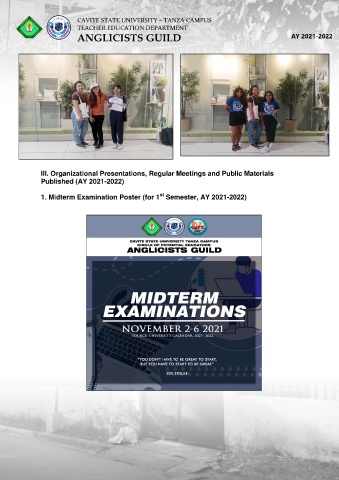 CAVITE STATE UNIVERSITY – TANZA CAMPUS
TEACHER EDUCATION DEPARTMENT
ANGLICISTS GUILD
AY 2021-2022
III. Organizational Presentations, Regular Meetings and Public Materials
Published (AY 2021-2022)
1. Midterm Examination Poster (for 1st Semester, AY 2021-2022)
CAVITE STATE UNIVERSITY TANZA CAMPUS
CIRCLE OF POTENTIAL EDUCATORS
ANGLICISTS GUILD
MIDTERM
EXAMINATIONS
NOVEMBER 2-6 2021
SOURCE: UNIVERSITY CALENDAR, 2021 - 2022
"YOU DON'T HAVE TO BE GREAT TO START,
BUT YOU HAVE TO START TO BE GREAT."
ZIG ZIGLAR